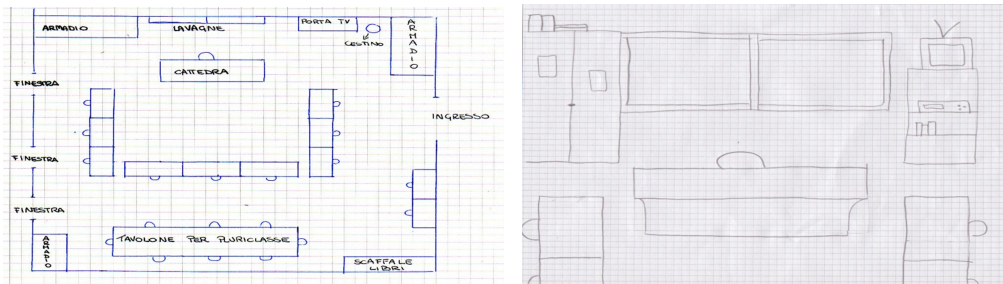 ARMADIO
LAVAGNE
PORTA TV
CESTINO
ARMADIO
CATTEDRA
FINESTRA
INGRESSO
FINESTRA
FINESTRA
TAVOLONE PER PLURICLASSE
ARMADIO
SCAFFALE
LIBRI